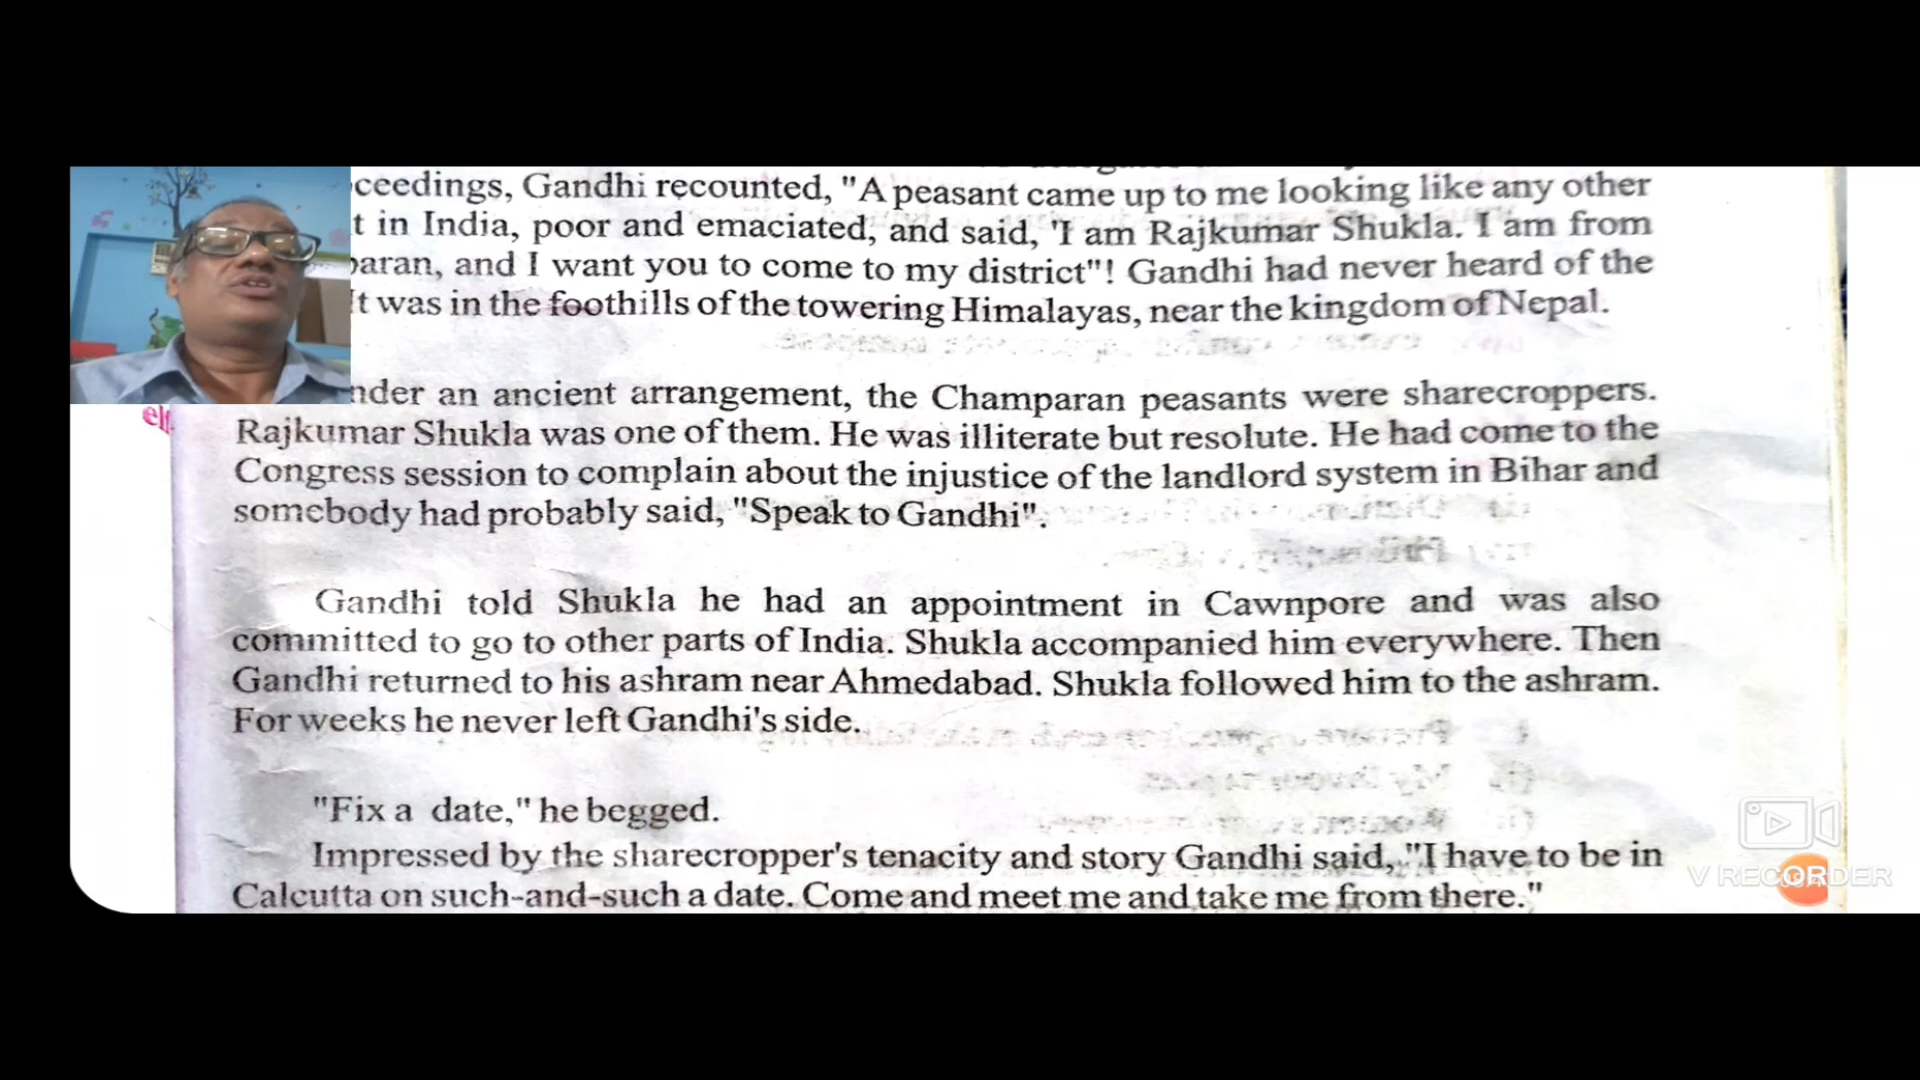 ceedings, Gandhi recounted, "A peasant came up to me looking like any other
t in India, poor and emaciated, and said, 'I am Rajkumar Shukla. I am from
paran, and I want you to come to my district"! Gandhi had never heard of the
It was in the foothills of the towering Himalayas, near the kingdom of Nepal.
nder an ancient arrangement, the Champaran peasants were sharecroppers.
Rajkumar Shukla was one of them. He was illiterate but resolute. He had come to the
Congress session to complain about the injustice of the landlord system in Bihar and
somebody had probably said, "Speak to Gandhi".
Gandhi told Shukla he had an appointment in Cawnpore and was also
committed to go to other parts of India. Shukla accompanied him everywhere. Then
Gandhi returned to his ashram near Ahmedabad. Shukla followed him to the ashram.
For weeks he never left Gandhi's side.
"Fix a date," he begged.
Impressed by the sharecropper's tenacity and story Gandhi said, "I have to be in
Calcutta on such-and-such a date. Come and meet me and take me from there."
V RECORDER